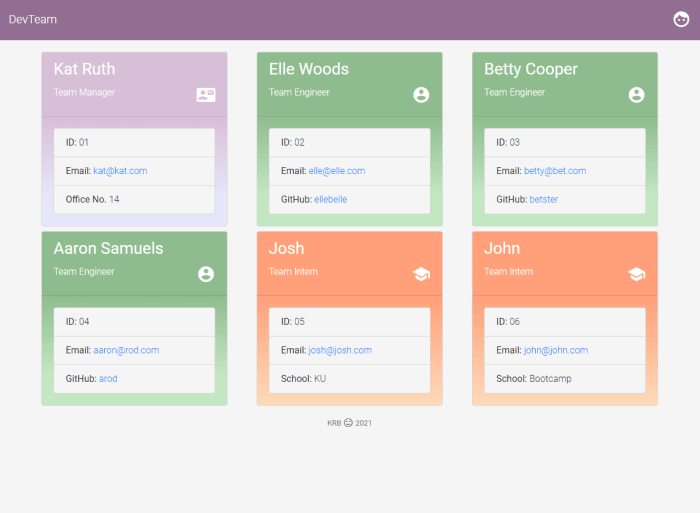 DevTeam
Kat Ruth
Team Manager
ID: 01
Email: kat@kat.com
Office No. 14
Elle Woods
Team Engineer
ID: 02
Email: elle@elle.com
GitHub: ellebelle
Betty Cooper
Team Engineer
ID: 03
Email: betty@bet.com
GitHub: betster
Aaron Samuels
Team Engineer
ID: 04
Email: aaron@rod.com
GitHub: arod
Josh
Team Intern
ID: 05
Email: josh@josh.com
School: KU
John
Team Intern
ID: 06
Email: john@john.com
School: Bootcamp
KRB 2021